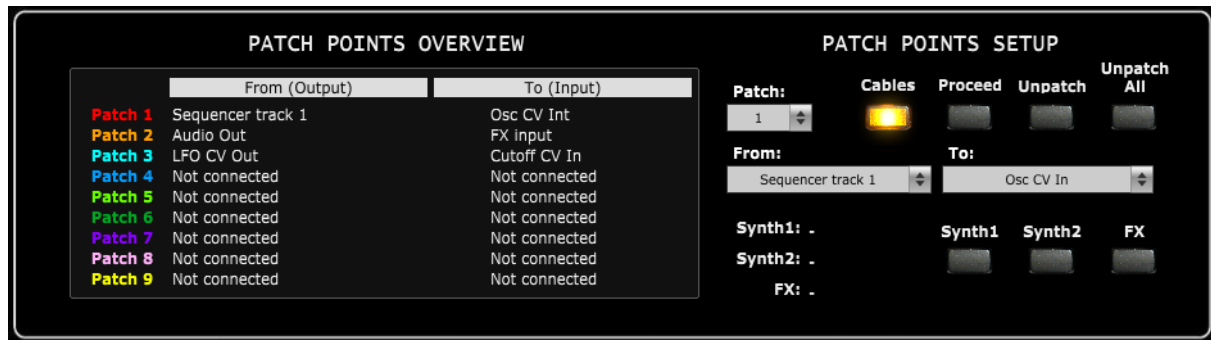 PATCH POINTS OVERVIEW
From (Output) To (Input)
Patch 1 Sequencer track 1 Osc CV Int
Patch 2 Audio Out FX input
Patch 3 LFO CV Out Cutoff CV In
Patch 4 Not connected Not connected
Patch 5 Not connected Not connected
Patch 6 Not connected Not connected
Patch 7 Not connected Not connected
Patch 8 Not connected Not connected
Patch 9 Not connected Not connected
PATCH POINTS SETUP
Patch: Cables Proceed Unpatch Unpatch All
1
From: To:
Sequencer track 1 Osc CV In
Synth1: - Synth1 Synth2 FX
Synth2: -
FX: -